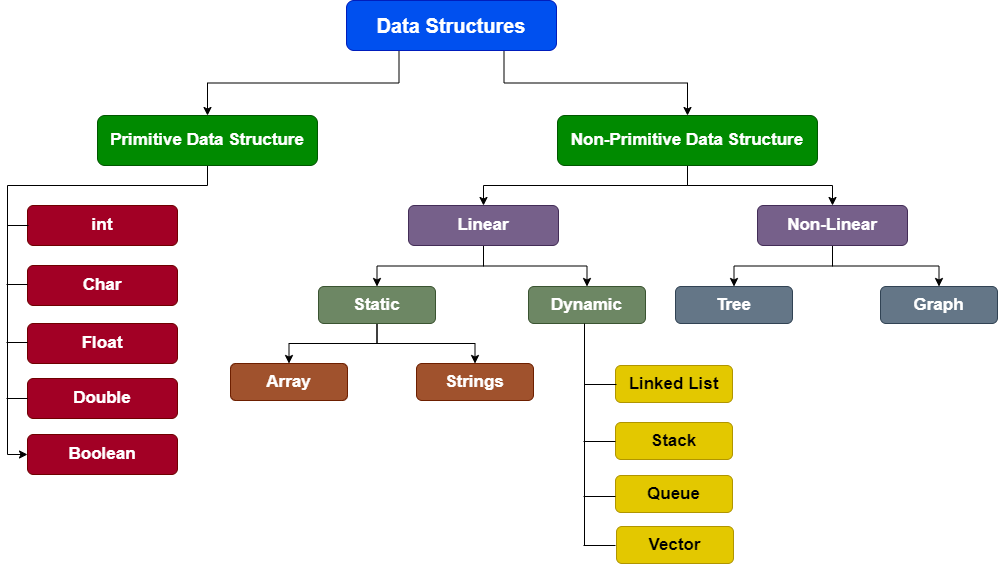 Data Structures
Primitive Data Structure
Non-Primitive Data Structure
int
Char
Float
Double
Boolean
Linear
Non-Linear
Static
Dynamic
Tree
Graph
Array
Strings
Linked List
Stack
Queue
Vector